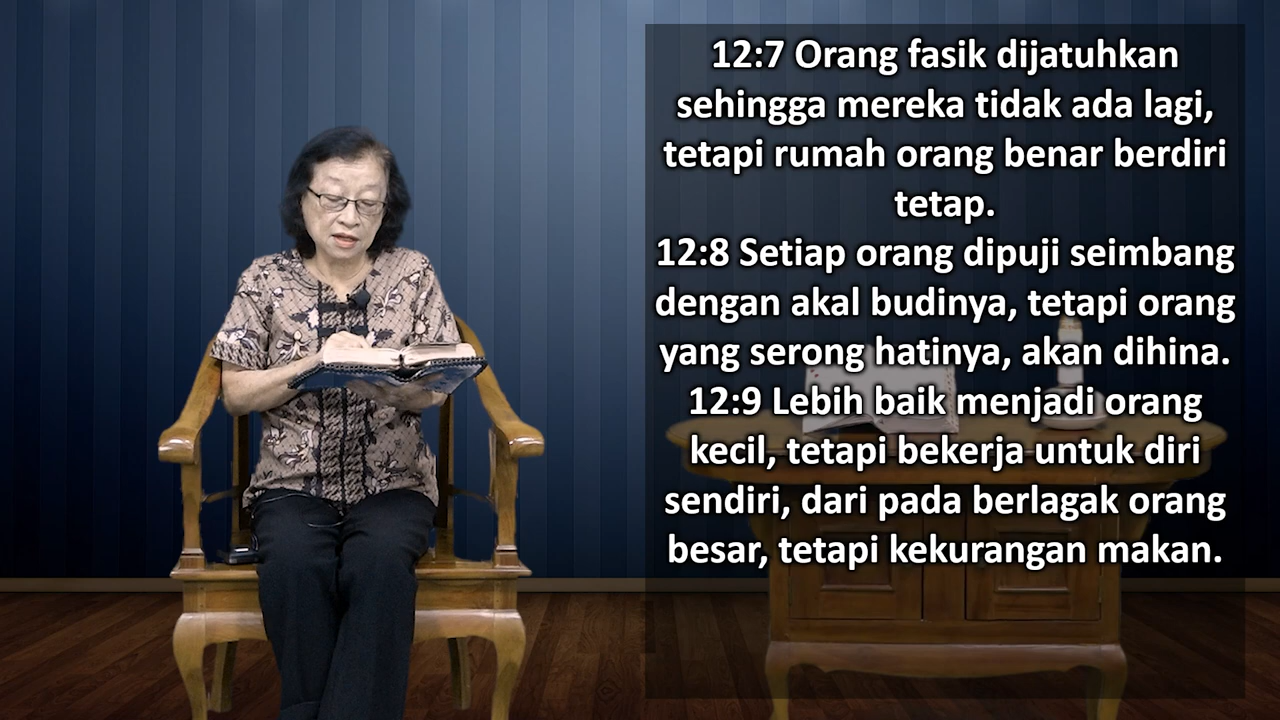 12:7 Orang fasik dijatuhkan
sehingga mereka tidak ada lagi,
tetapi rumah orang benar berdiri
tetap.
12:8 Setiap orang dipuji seimbang
dengan akal budinya, tetapi orang
yang serong hatinya, akan dihina.
12:9 Lebih baik menjadi orang
kecil, tetapi bekerja untuk diri
sendiri, dari pada berlagak orang
besar, tetapi kekurangan makan.